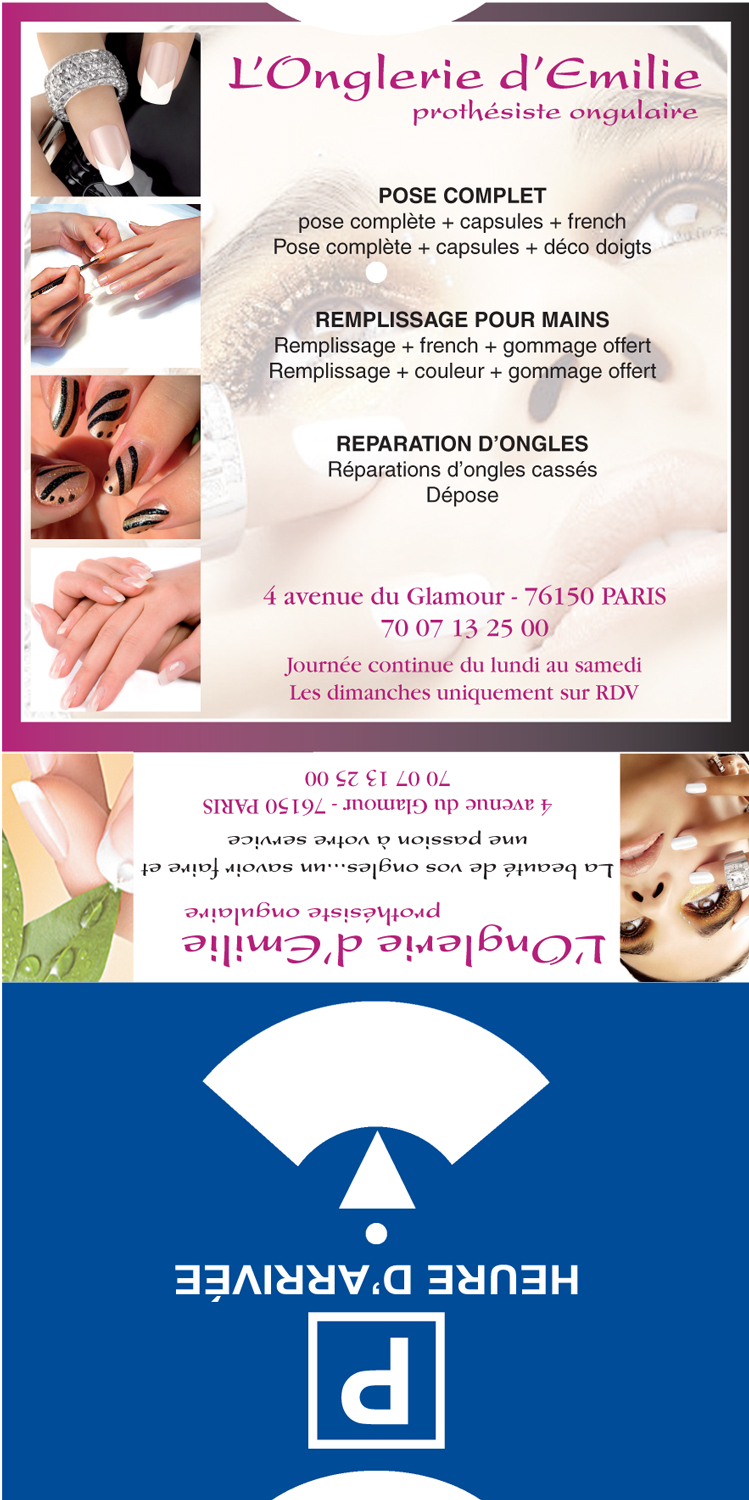 L'Onglerie d'Emilie
prothésiste ongulaire
POSE COMPLET
pose complète + capsules + french
Pose complète + capsules + déco doigts
REMPLISSAGE POUR MAINS
Remplissage + french + gommage offert
Remplissage + couleur + gommage offert
REPARATION D'ONGLES
Réparations d'ongles cassés
Dépose
4 avenue du Glamour - 76150 PARIS
70 07 13 25 00
Journée continue du lundi au samedi
Les dimanches uniquement sur RDV
L'Onglerie d'Emilie
prothésiste ongulaire
La beauté de vos ongles...un savoir faire et
une passion à votre service
4 avenue du Glamour - 76150 PARIS
70 07 13 25 00
P
HEURE D'ARRIVÉE